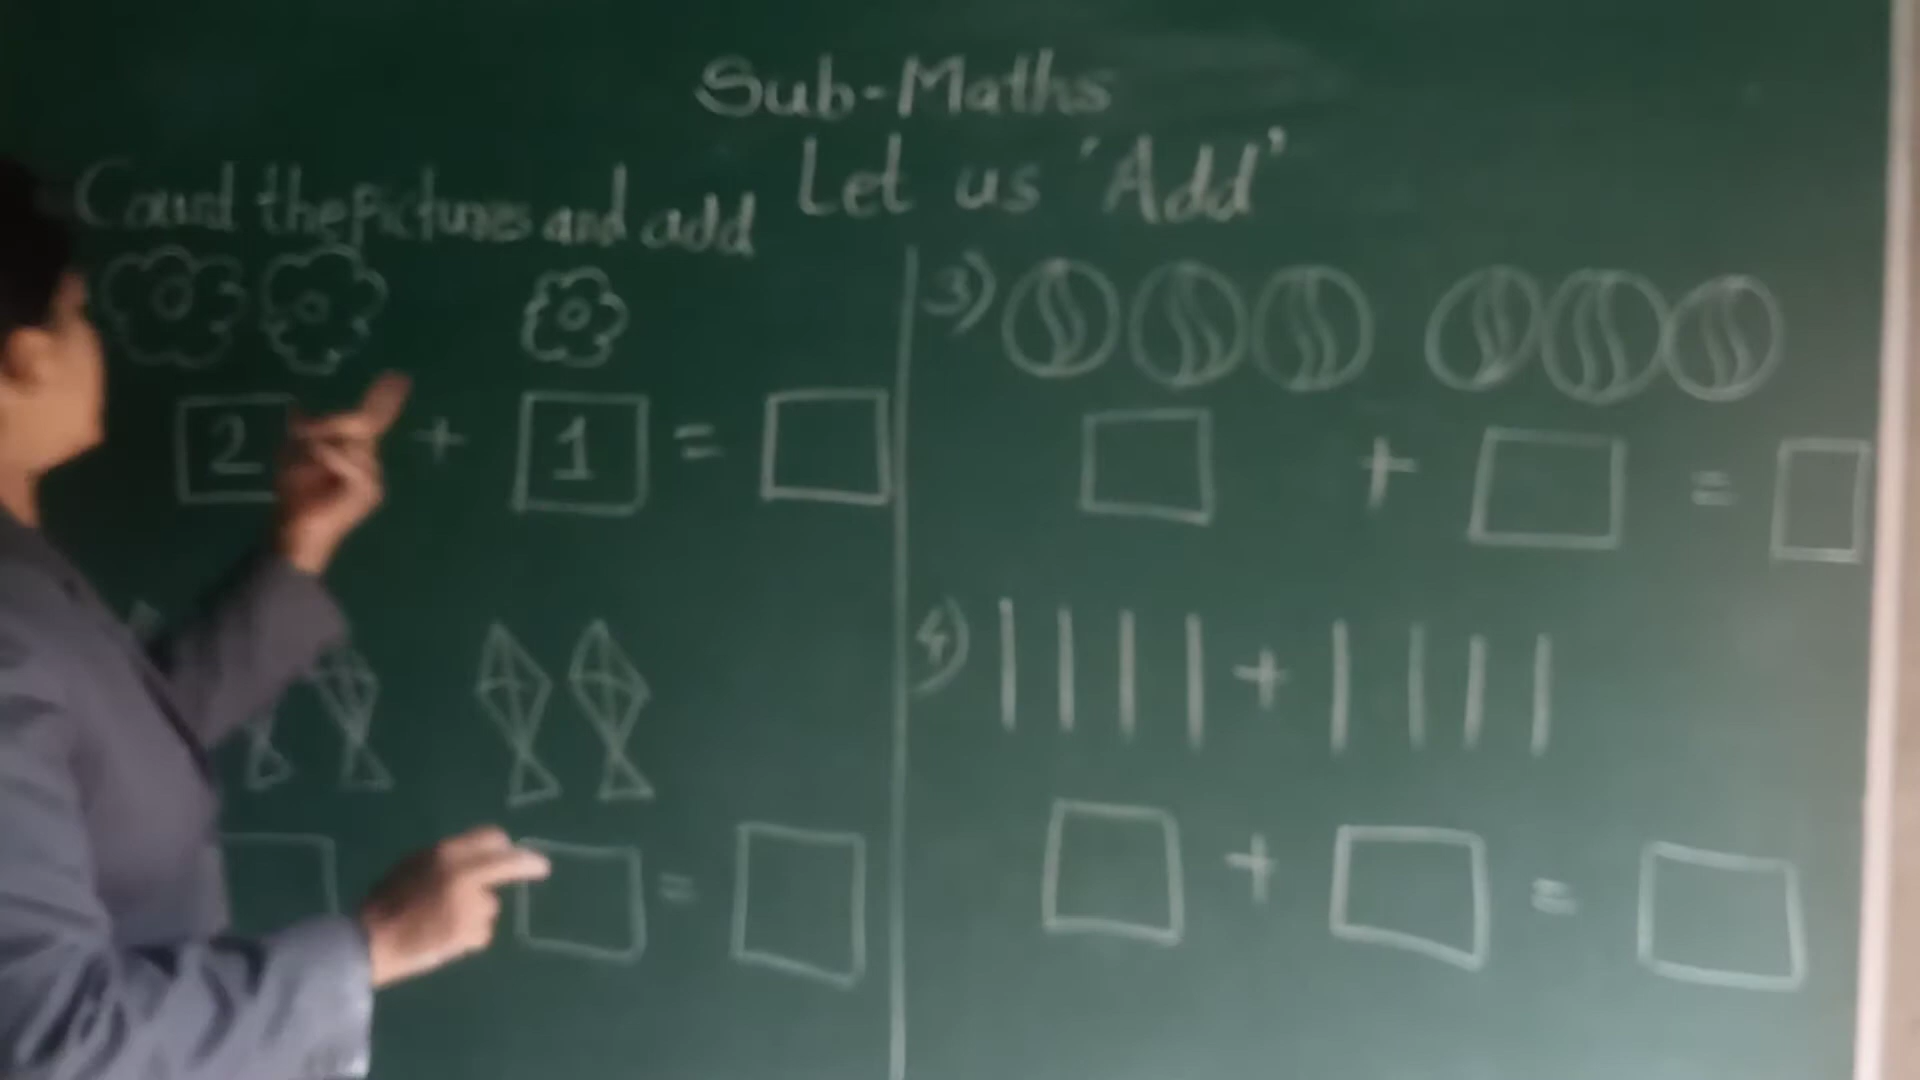 Sub-Maths
Let us 'Add'
Count the pictures and add
2 + 1 =
3)
+ =
4)
+
=
+ =